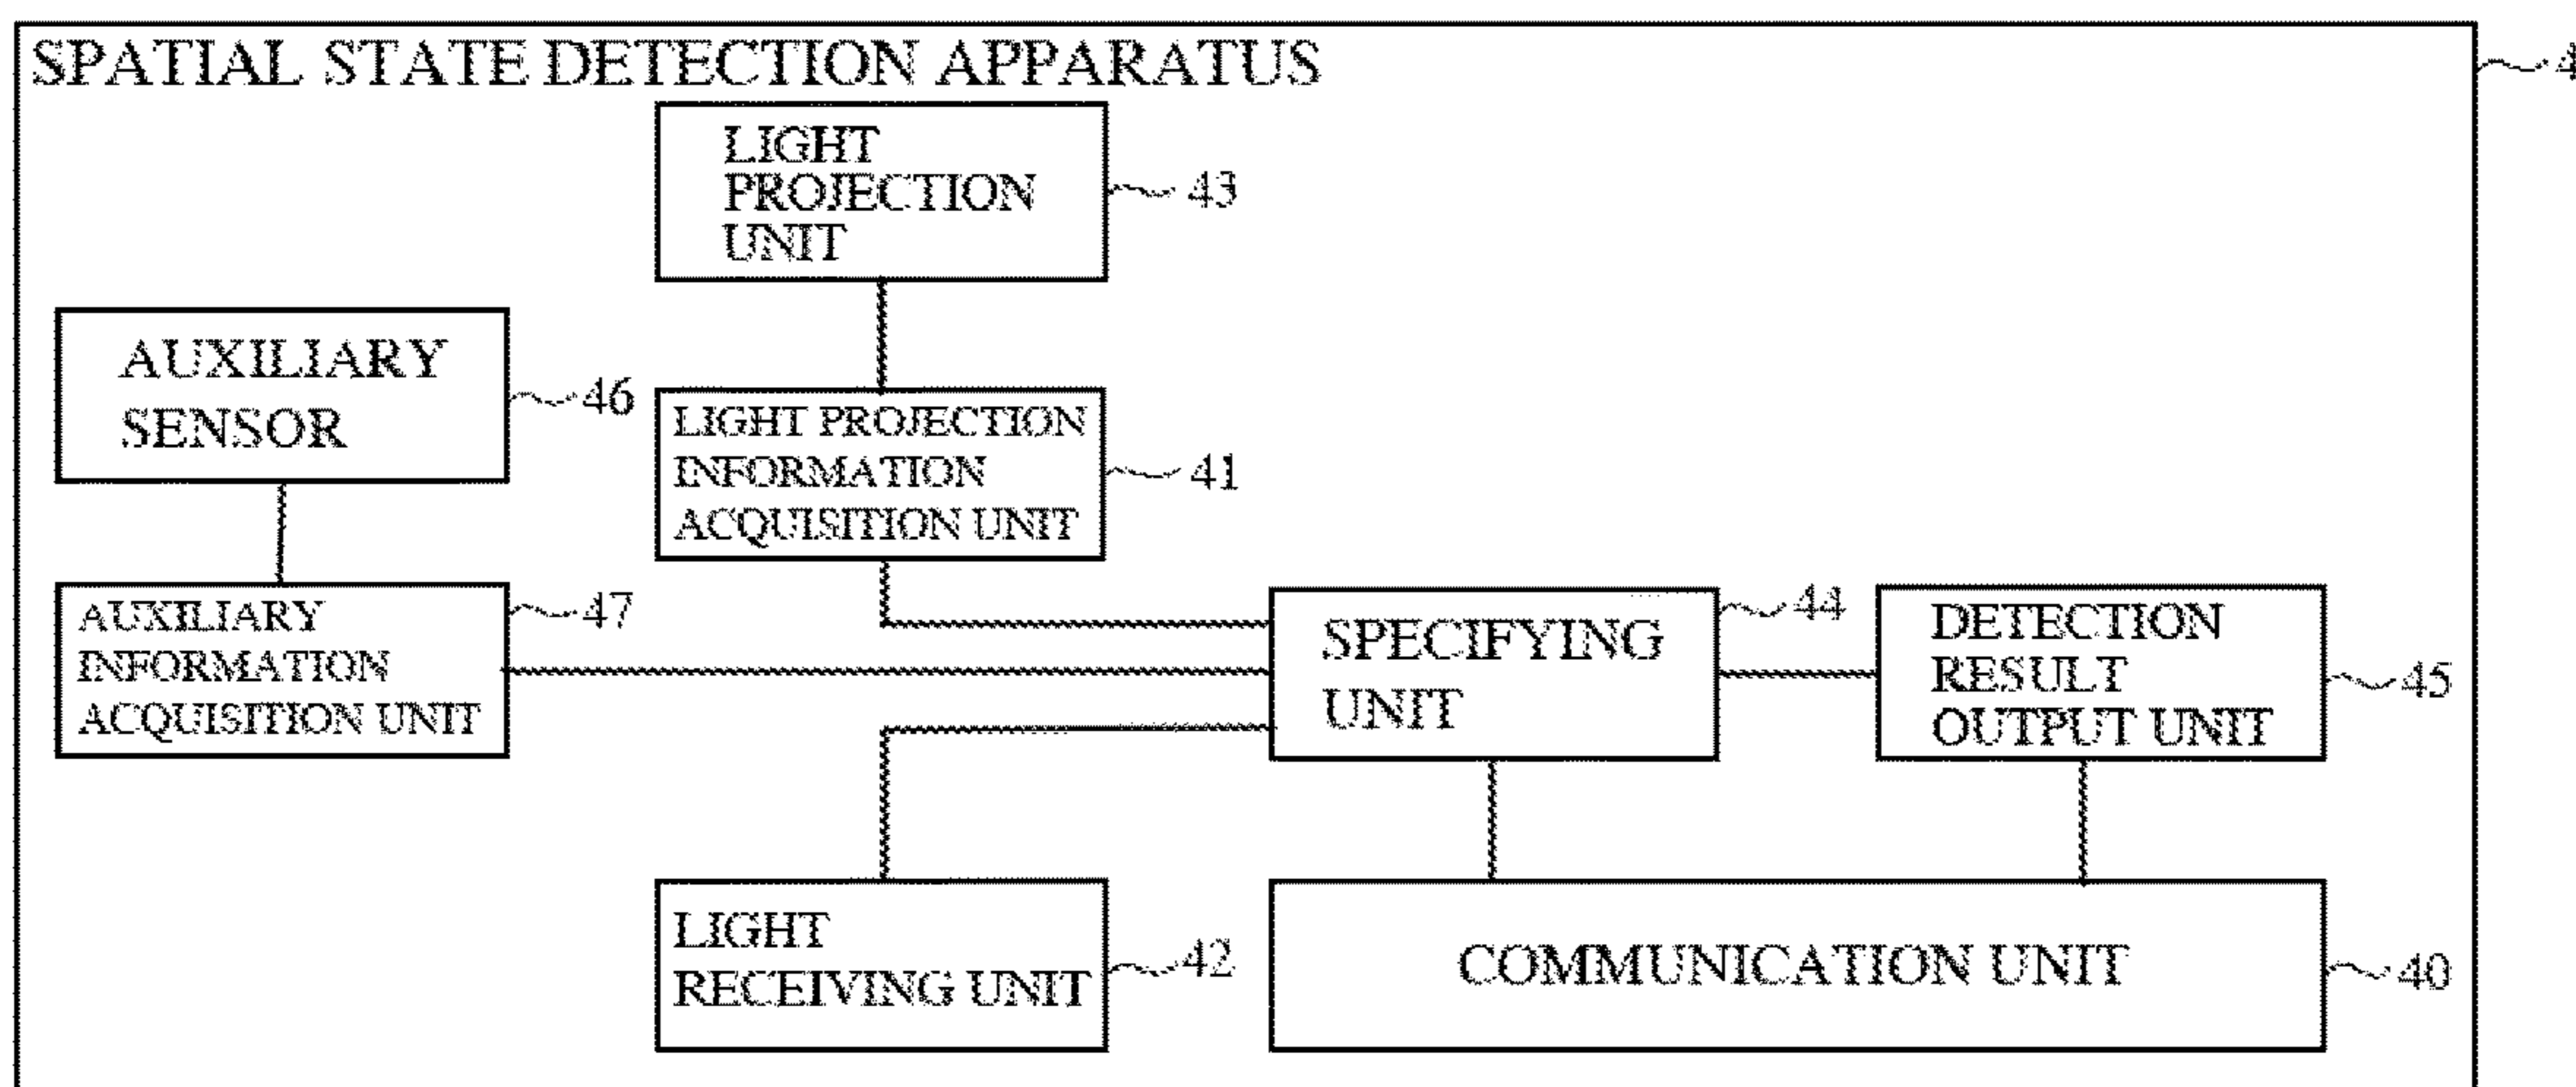 SPATIAL STATE DETECTION APPARATUS
4
LIGHT
PROJECTION
UNIT
43
AUXILIARY
SENSOR
46
LIGHT PROJECTION
INFORMATION
ACQUISITION UNIT
41
AUXILIARY
INFORMATION
ACQUISITION UNIT
47
SPECIFYING
UNIT
44
DETECTION
RESULT
OUTPUT UNIT
45
LIGHT
RECEIVING UNIT
42
COMMUNICATION UNIT
40